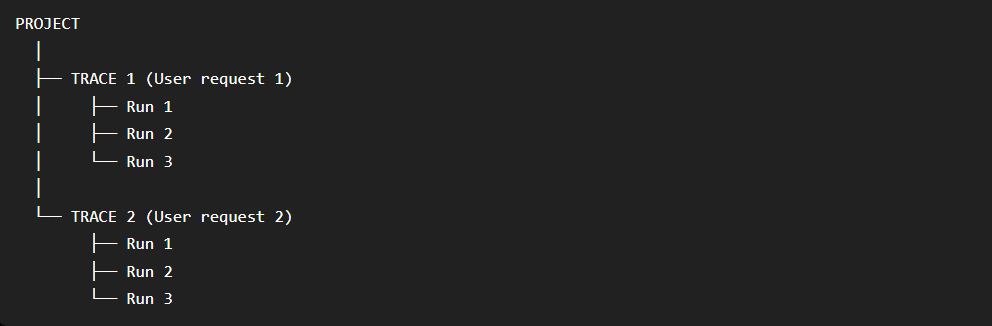 PROJECT
│
├── TRACE 1 (User request 1)
│     ├── Run 1
│     ├── Run 2
│     └── Run 3
│
└── TRACE 2 (User request 2)
      ├── Run 1
      ├── Run 2
      └── Run 3